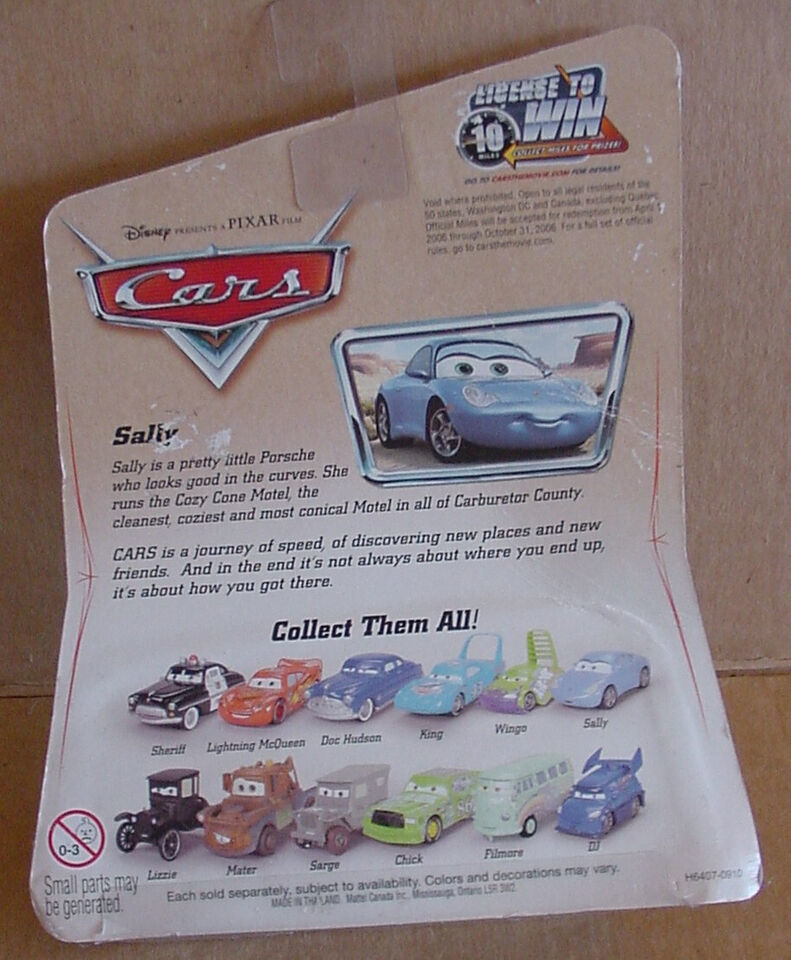 LICENSE TO
WIN
10
MILES
COLLECT MILES FOR PRIZES!
GO TO CARSTHEMOVIE.COM FOR DETAILS!
Void where prohibited. Open to all legal residents of the
50 states, Washington DC and Canada, excluding Quebec.
Official Miles will be accepted for redemption from April
2006 through October 31, 2006. For a full set of official
rules, go to carsthemovie.com.
Disney PRESENTS A PIXAR FILM
Cars
Sally
Sally is a pretty little Porsche
who looks good in the curves. She
runs the Cozy Cone Motel, the
cleanest, coziest and most conical Motel in all of Carburetor County.
CARS is a journey of speed, of discovering new places and new
friends. And in the end it's not always about where you end up,
it's about how you got there.
Collect Them All!
Sheriff Lightning McQueen Doc Hudson King Wingo Sally
Lizzie Mater Sarge Chick Filmore DJ
0-3
Small parts may
be generated.
Each sold separately, subject to availability. Colors and decorations may vary.
MADE IN THAILAND. Mattel Canada Inc., Mississauga, Ontario L5R 3W2.
H6407-0910